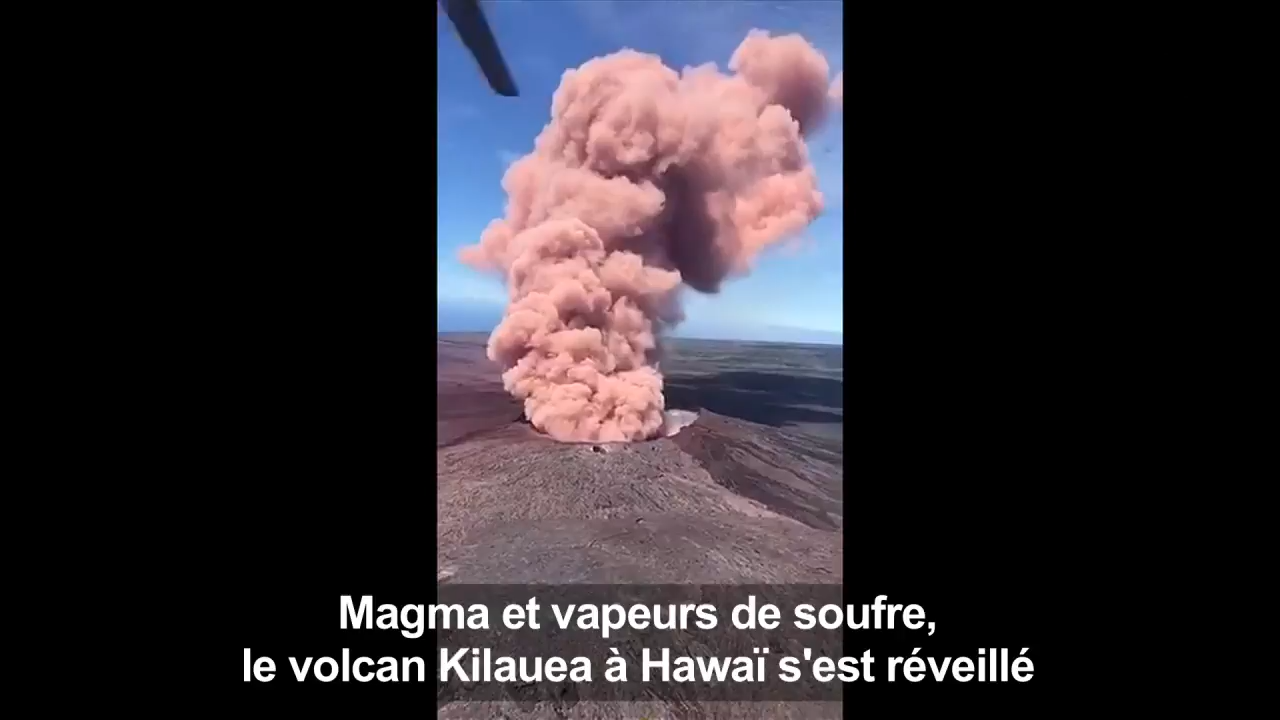 Magma et vapeurs de soufre,
le volcan Kilauea à Hawaï s'est réveillé